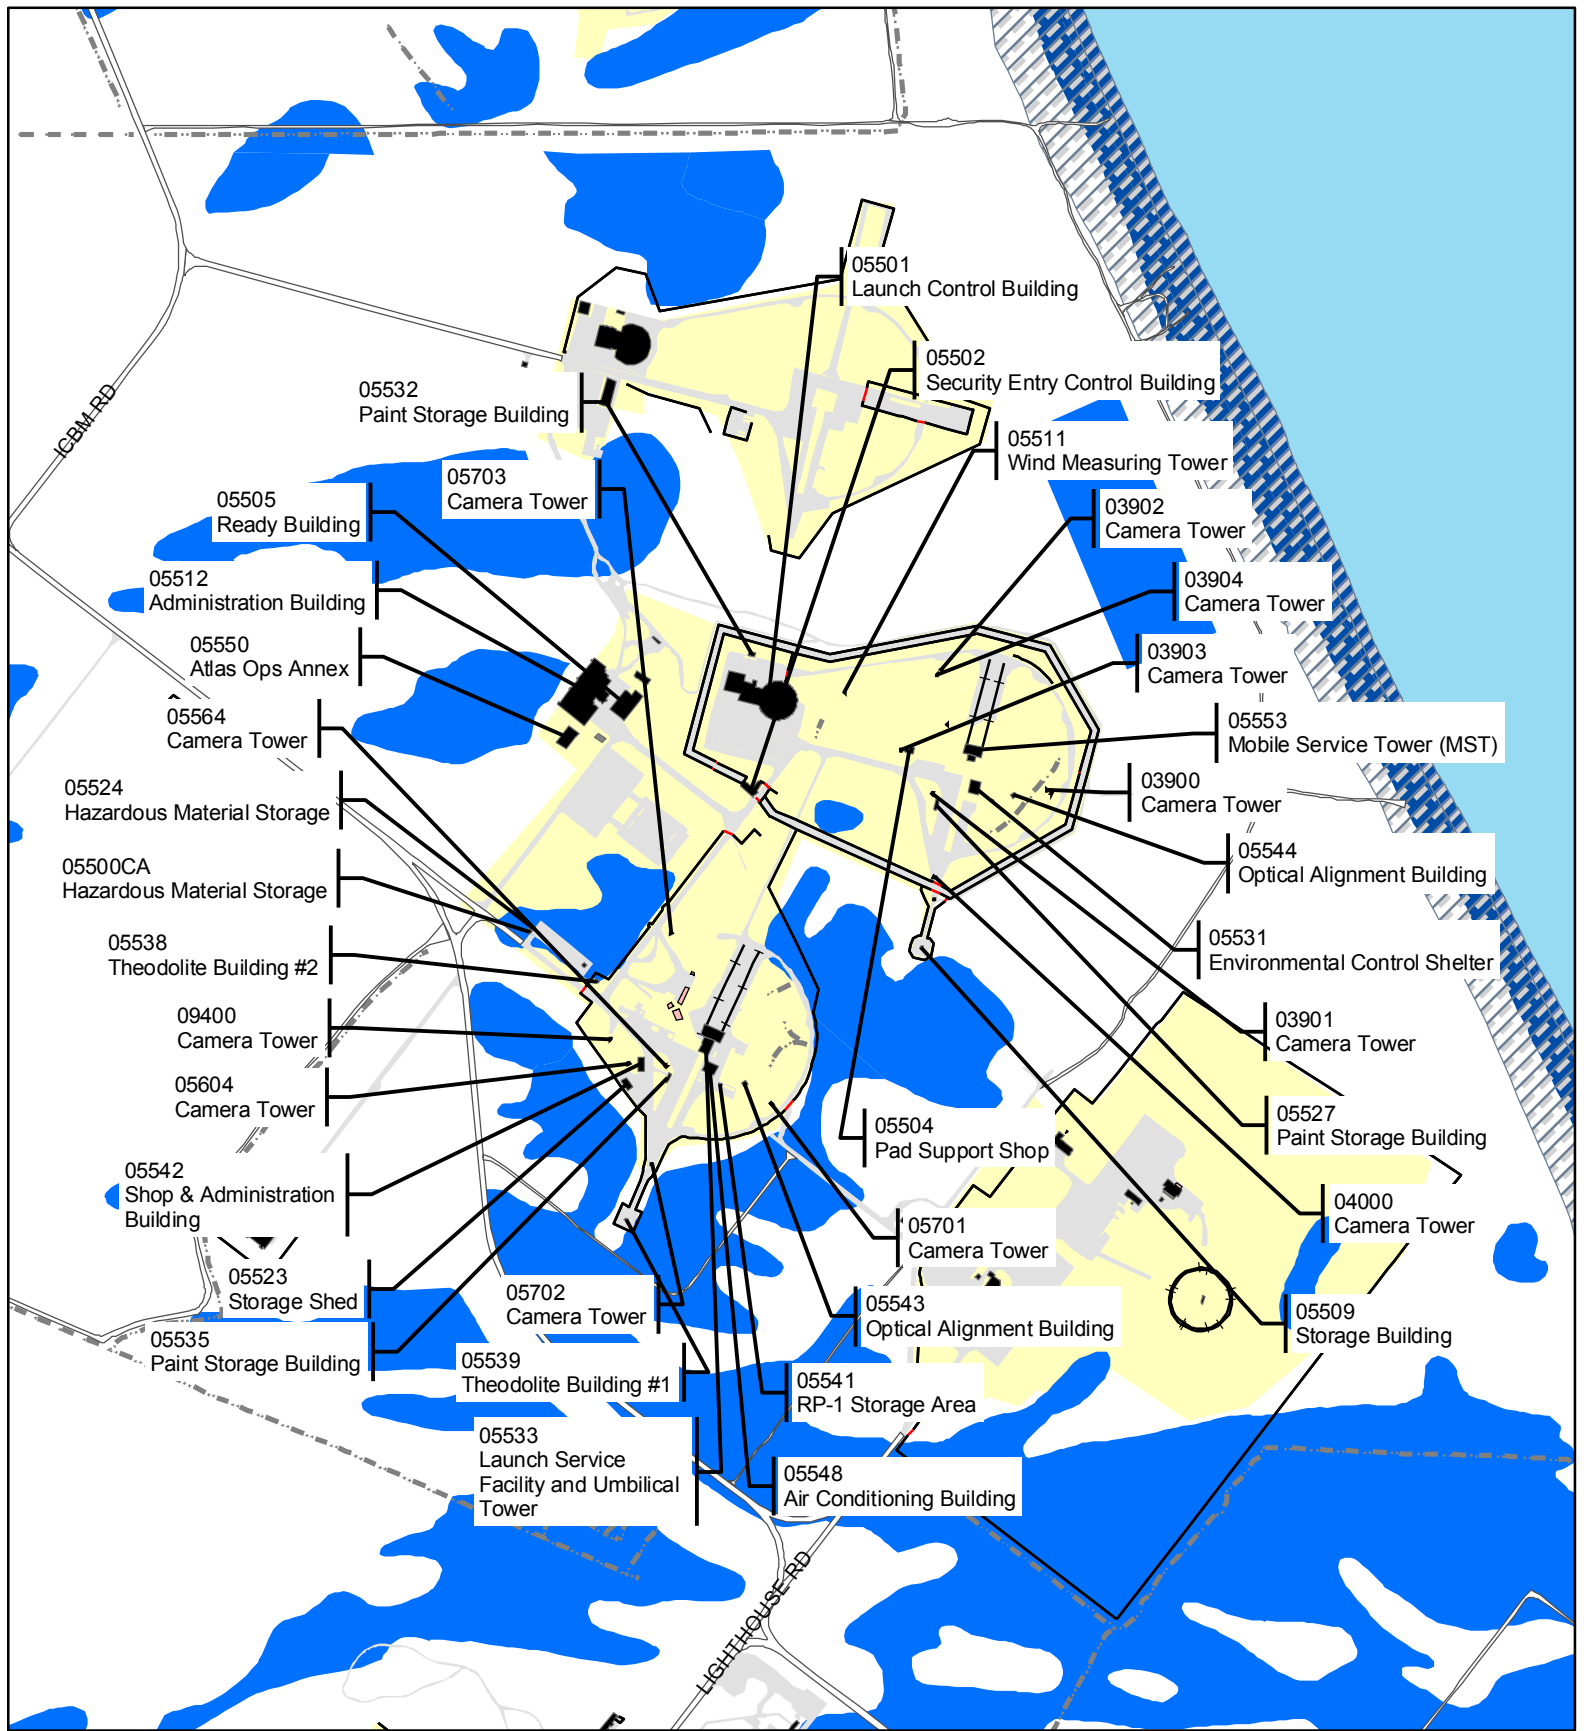 05501
Launch Control Building
05502
Security Entry Control Building
05532
Paint Storage Building
ICBM RD
05511
Wind Measuring Tower
05703
Camera Tower
05505
Ready Building
03902
Camera Tower
05512
Administration Building
03904
Camera Tower
05550
Atlas Ops Annex
03903
Camera Tower
05564
Camera Tower
05553
Mobile Service Tower (MST)
05524
Hazardous Material Storage
03900
Camera Tower
05500CA
Hazardous Material Storage
05544
Optical Alignment Building
05538
Theodolite Building #2
05531
Environmental Control Shelter
09400
Camera Tower
03901
Camera Tower
05604
Camera Tower
05504
Pad Support Shop
05527
Paint Storage Building
05542
Shop & Administration
Building
04000
Camera Tower
05701
Camera Tower
05523
Storage Shed
05702
Camera Tower
05543
Optical Alignment Building
05509
Storage Building
05535
Paint Storage Building
05539
Theodolite Building #1
05541
RP-1 Storage Area
05533
Launch Service
Facility and Umbilical
Tower
05548
Air Conditioning Building
LIGHTHOUSE RD